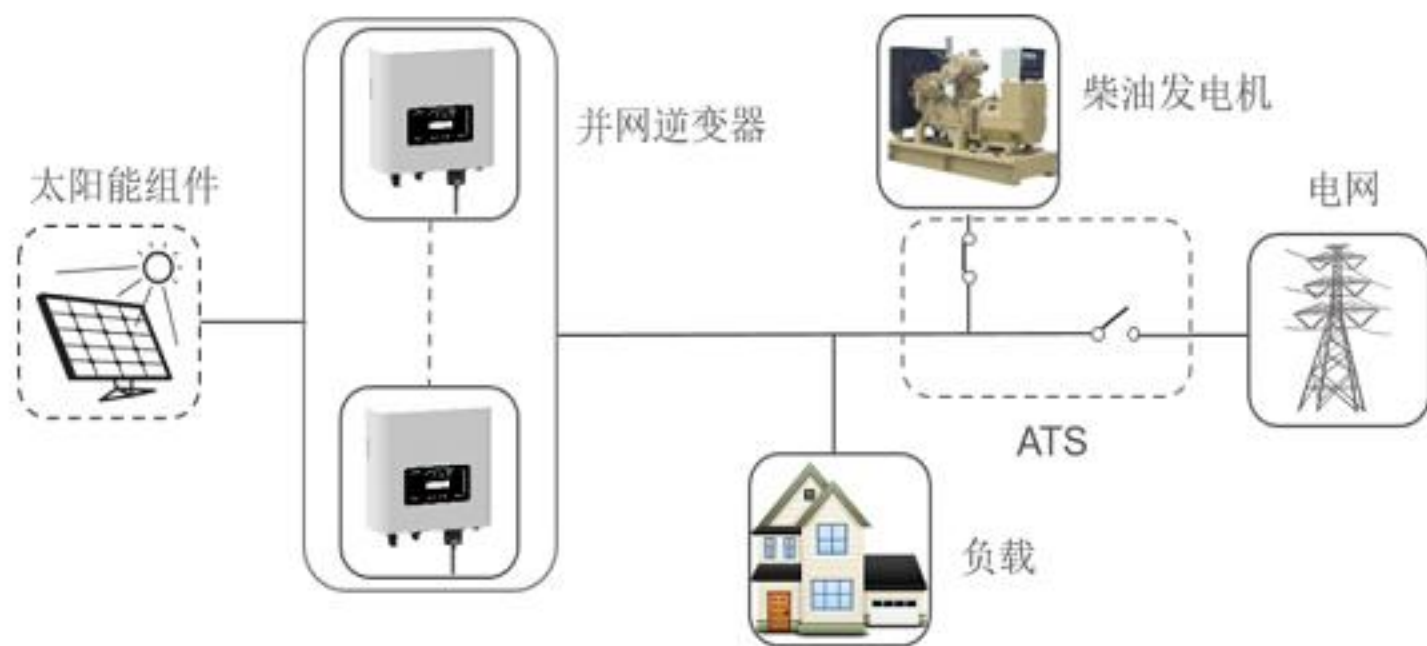 柴油发电机
并网逆变器
太阳能组件
电网
ATS
负载